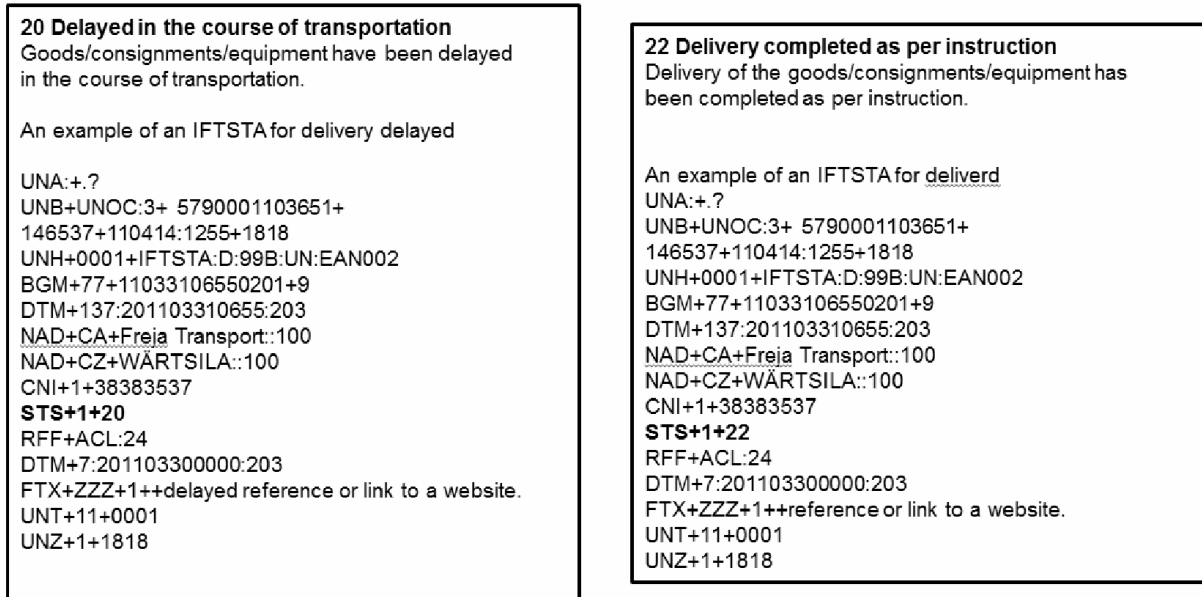 20 Delayed in the course of transportation
Goods/consignments/equipment have been delayed
in the course of transportation.
An example of an IFTSTA for delivery delayed
UNA:+.?
UNB+UNOC:3+ 5790001103651+
146537+110414:1255+1818
UNH+0001+IFTSTA:D:99B:UN:EAN002
BGM+77+11033106550201+9
DTM+137:201103310655:203
NAD+CA+Freja Transport::100
NAD+CZ+WÄRTSILA::100
CNI+1+38383537
STS+1+20
RFF+ACL:24
DTM+7:201103300000:203
FTX+ZZZ+1++delayed reference or link to a website.
UNT+11+0001
UNZ+1+1818
22 Delivery completed as per instruction
Delivery of the goods/consignments/equipment has
been completed as per instruction.
An example of an IFTSTA for deliverd
UNA:+.?
UNB+UNOC:3+ 5790001103651+
146537+110414:1255+1818
UNH+0001+IFTSTA:D:99B:UN:EAN002
BGM+77+11033106550201+9
DTM+137:201103310655:203
NAD+CA+Freja Transport::100
NAD+CZ+WÄRTSILA::100
CNI+1+38383537
STS+1+22
RFF+ACL:24
DTM+7:201103300000:203
FTX+ZZZ+1++reference or link to a website.
UNT+11+0001
UNZ+1+1818